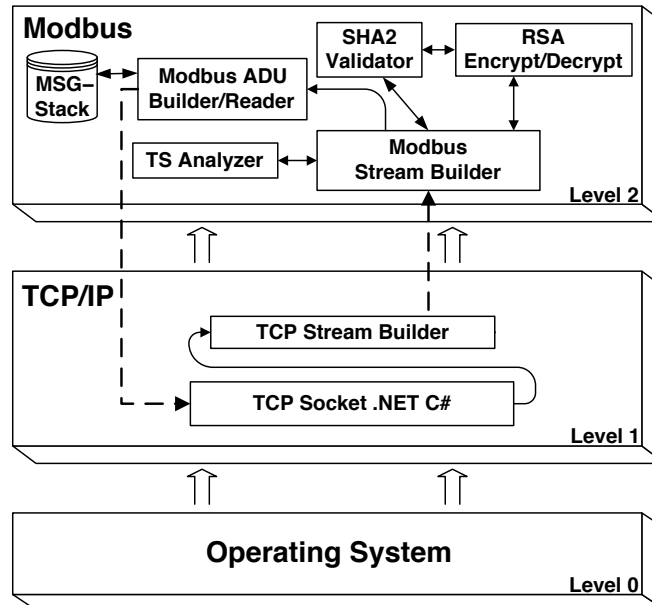 Modbus
SHA2
Validator
RSA
Encrypt/Decrypt
MSG–
Stack
Modbus ADU
Builder/Reader
TS Analyzer
Modbus
Stream Builder
Level 2
TCP/IP
TCP Stream Builder
TCP Socket .NET C#
Level 1
Operating System
Level 0